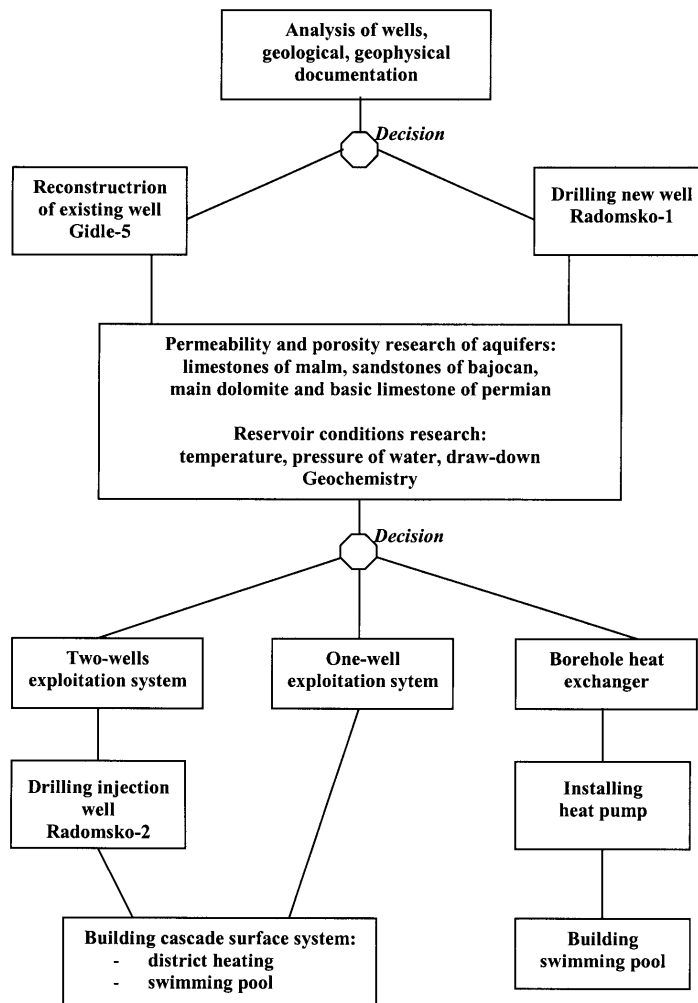 Analysis of wells,
geological, geophysical
documentation
Decision
Reconstructrion
of existing well
Gidle-5
Drilling new well
Radomsko-1
Permeability and porosity research of aquifers:
limestones of malm, sandstones of bajocan,
main dolomite and basic limestone of permian
Reservoir conditions research:
temperature, pressure of water, draw-down
Geochemistry
Decision
Two-wells
exploitation system
One-well
exploitation sytem
Borehole heat
exchanger
Drilling injection
well
Radomsko-2
Installing
heat pump
Building cascade surface system:
- district heating
- swimming pool
Building
swimming pool